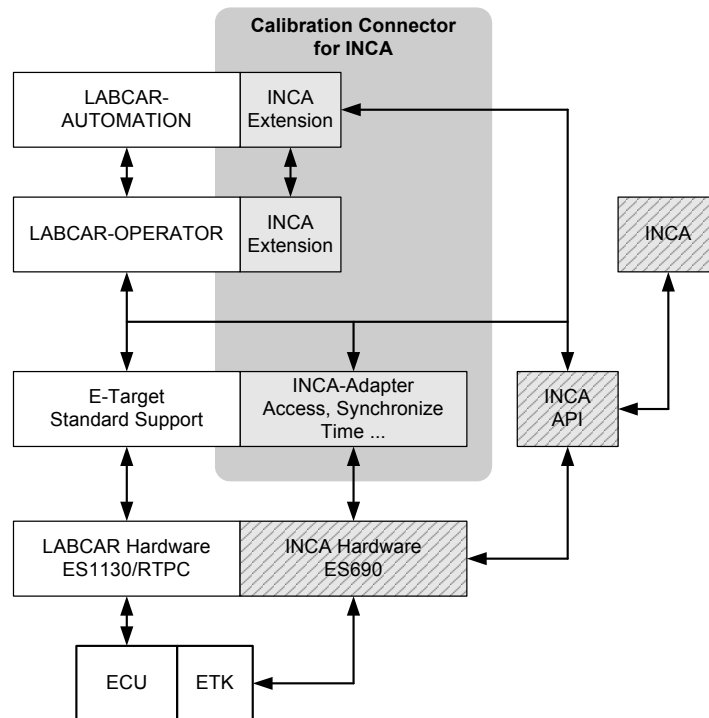 Calibration Connector
for INCA
LABCAR-
AUTOMATION
INCA
Extension
LABCAR-OPERATOR
INCA
Extension
INCA
E-Target
Standard Support
INCA-Adapter
Access, Synchronize
Time ...
INCA
API
LABCAR Hardware
ES1130/RTPC
INCA Hardware
ES690
ECU
ETK